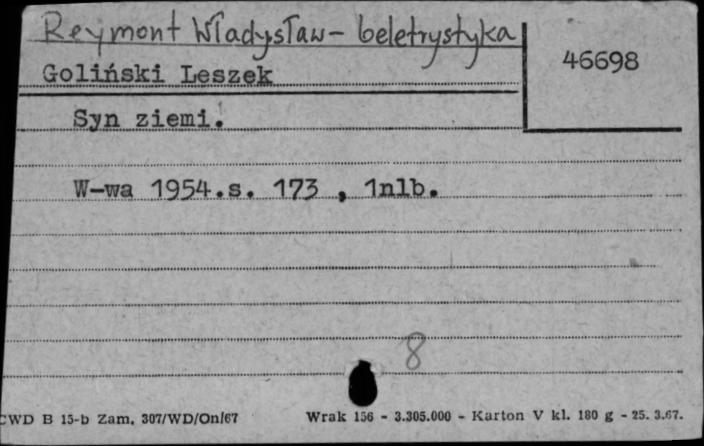 Reymont Władysław - beletrystyka
46698
Goliński Leszek
Syn ziemi.
W-wa 1954.s. 173 , 1nlb.
8
CWD B 15-b Zam. 307/WD/On/67 Wrak 156 - 3.305.000 - Karton V kl. 180 g - 25. 3.67.